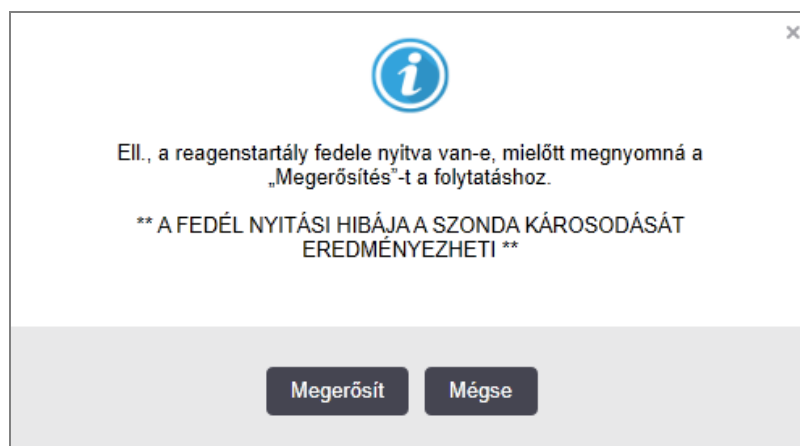 Ell., a reagenstartály fedele nyitva van-e, mielőtt megnyomná a
„Megerősítés”-t a folytatáshoz.
** A FEDÉL NYITÁSI HIBÁJA A SZONDA KÁROSODÁSÁT
EREDMÉNYEZHETI **
Megerősít Mégse